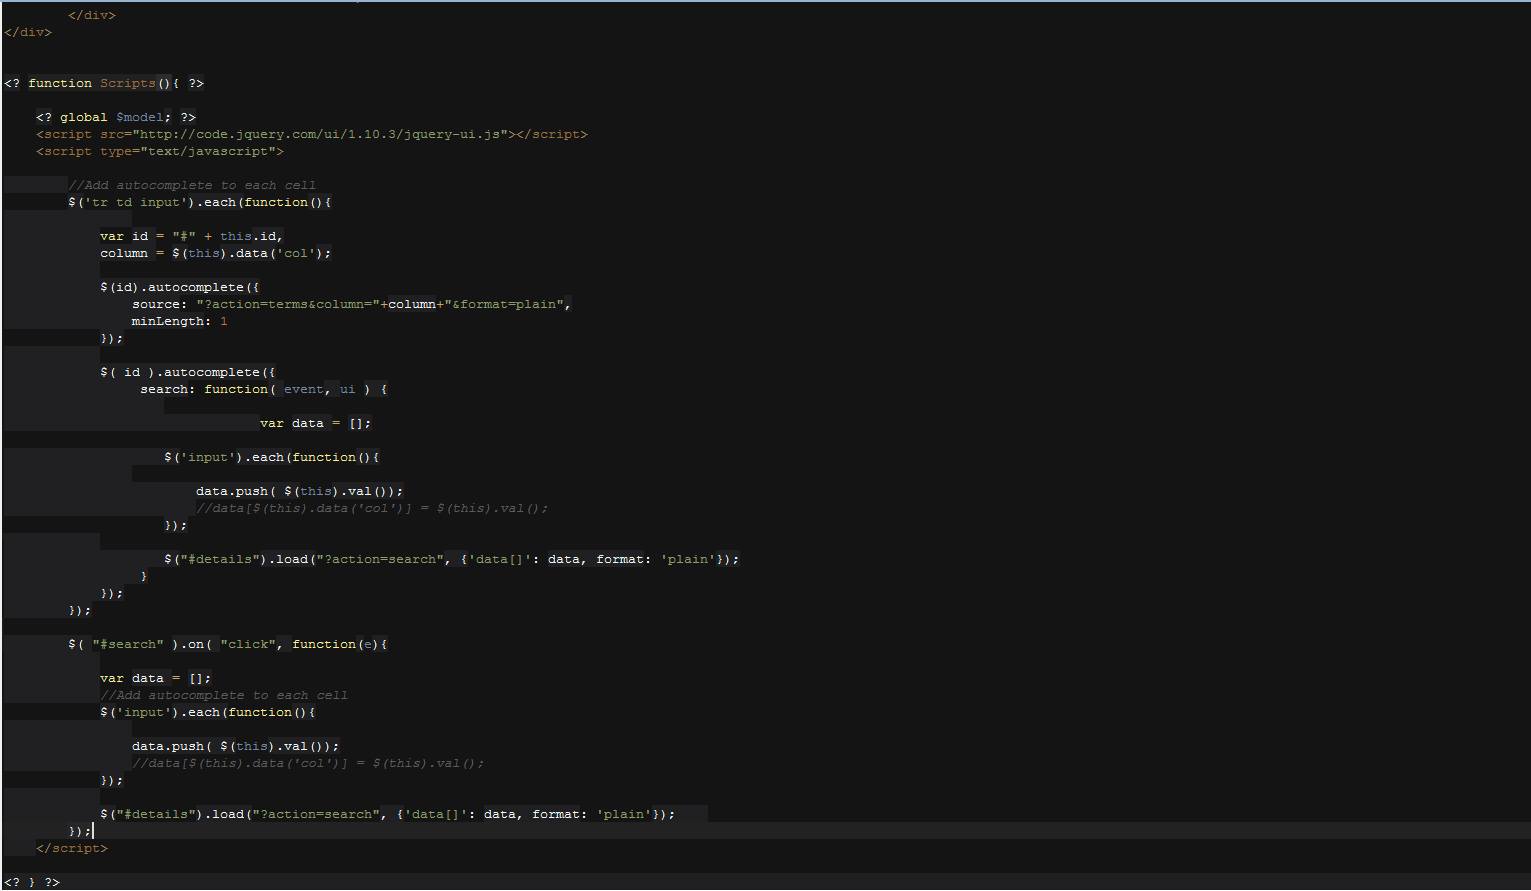 </div>
</div>
<? function Scripts(){ ?>
<? global $model; ?>
<script src="http://code.jquery.com/ui/1.10.3/jquery-ui.js"></script>
<script type="text/javascript">
//Add autocomplete to each cell
$('tr td input').each(function(){
var id = "#" + this.id,
column = $(this).data('col');
$(id).autocomplete({
source: "?action=terms&column="+column+"&format=plain",
minLength: 1
});
$( id ).autocomplete({
search: function( event, ui ) {
var data = [];
$('input').each(function(){
data.push( $(this).val());
//data[$(this).data('col')] = $(this).val();
});
$("#details").load("?action=search", {'data[]': data, format: 'plain'});
}
});
});
$( "#search" ).on( "click", function(e){
var data = [];
//Add autocomplete to each cell
$('input').each(function(){
data.push( $(this).val());
//data[$(this).data('col')] = $(this).val();
});
$("#details").load("?action=search", {'data[]': data, format: 'plain'});
});
</script>
<? } ?>